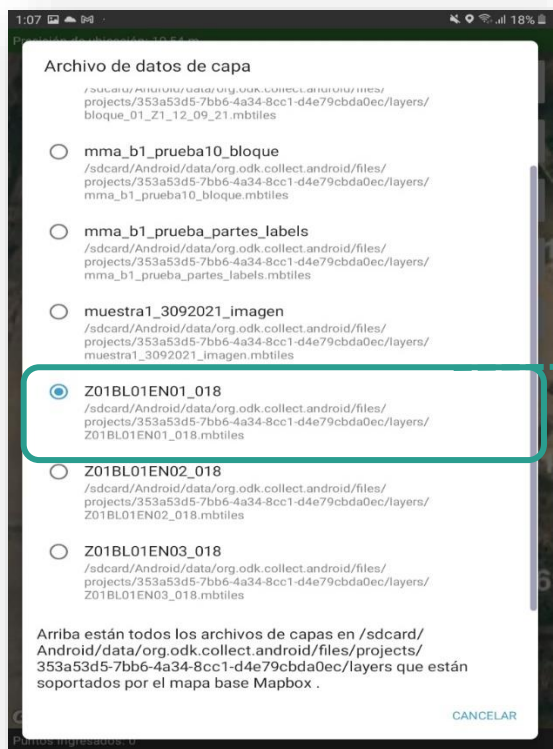 1:07
18%
Precisión de ubicación: 10.54 m
Archivo de datos de capa
/sdcard/Android/data/org.odk.collect.android/files/
projects/353a53d5-7bb6-4a34-8cc1-d4e79cbda0ec/layers/
bloque_01_Z1_12_09_21.mbtiles
mma_b1_prueba10_bloque
/sdcard/Android/data/org.odk.collect.android/files/
projects/353a53d5-7bb6-4a34-8cc1-d4e79cbda0ec/layers/
mma_b1_prueba10_bloque.mbtiles
mma_b1_prueba_partes_labels
/sdcard/Android/data/org.odk.collect.android/files/
projects/353a53d5-7bb6-4a34-8cc1-d4e79cbda0ec/layers/
mma_b1_prueba_partes_labels.mbtiles
muestra1_3092021_imagen
/sdcard/Android/data/org.odk.collect.android/files/
projects/353a53d5-7bb6-4a34-8cc1-d4e79cbda0ec/layers/
muestra1_3092021_imagen.mbtiles
Z01BL01EN01_018
/sdcard/Android/data/org.odk.collect.android/files/
projects/353a53d5-7bb6-4a34-8cc1-d4e79cbda0ec/layers/
Z01BL01EN01_018.mbtiles
Z01BL01EN02_018
/sdcard/Android/data/org.odk.collect.android/files/
projects/353a53d5-7bb6-4a34-8cc1-d4e79cbda0ec/layers/
Z01BL01EN02_018.mbtiles
Z01BL01EN03_018
/sdcard/Android/data/org.odk.collect.android/files/
projects/353a53d5-7bb6-4a34-8cc1-d4e79cbda0ec/layers/
Z01BL01EN03_018.mbtiles
Arriba están todos los archivos de capas en /sdcard/
Android/data/org.odk.collect.android/files/projects/
353a53d5-7bb6-4a34-8cc1-d4e79cbda0ec/layers que están
soportados por el mapa base Mapbox .
CANCELAR
Puntos ingresados: 0